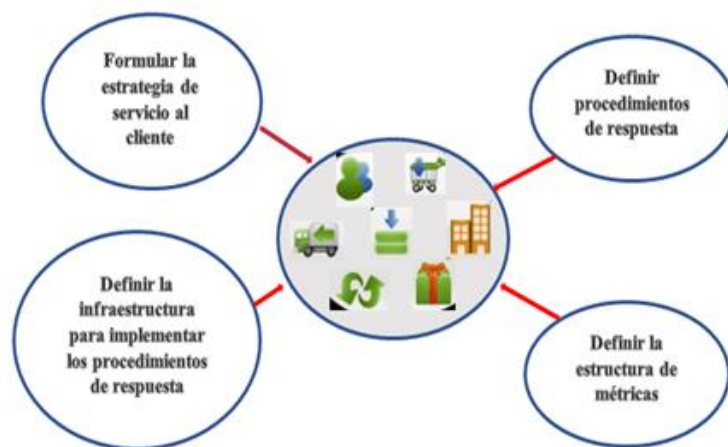 Formular la
estrategia de
servicio al
cliente
Definir
procedimientos
de respuesta
Definir la
infraestructura
para implementar
los procedimientos
de respuesta
Definir la
estructura de
métricas